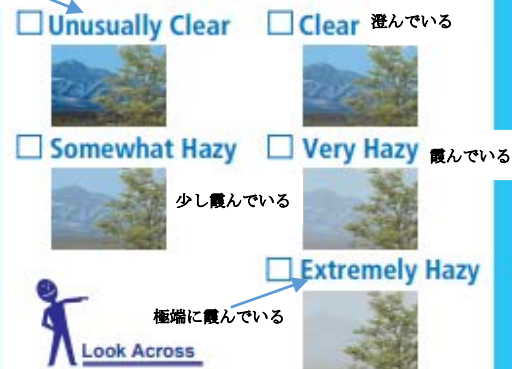 Unusually Clear
Clear 澄んでいる
Somewhat Hazy
Very Hazy 霞んでいる
少し霞んでいる
Extremely Hazy
極端に霞んでいる
Look Across